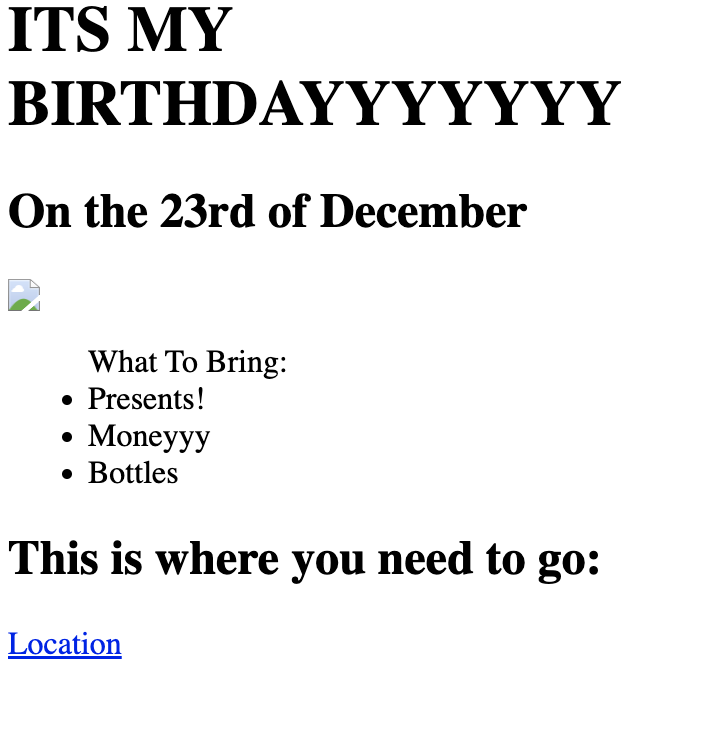 ITS MY
BIRTHDAYYYYYYY
On the 23rd of December
What To Bring:
Presents!
Moneyyy
Bottles
This is where you need to go:
Location